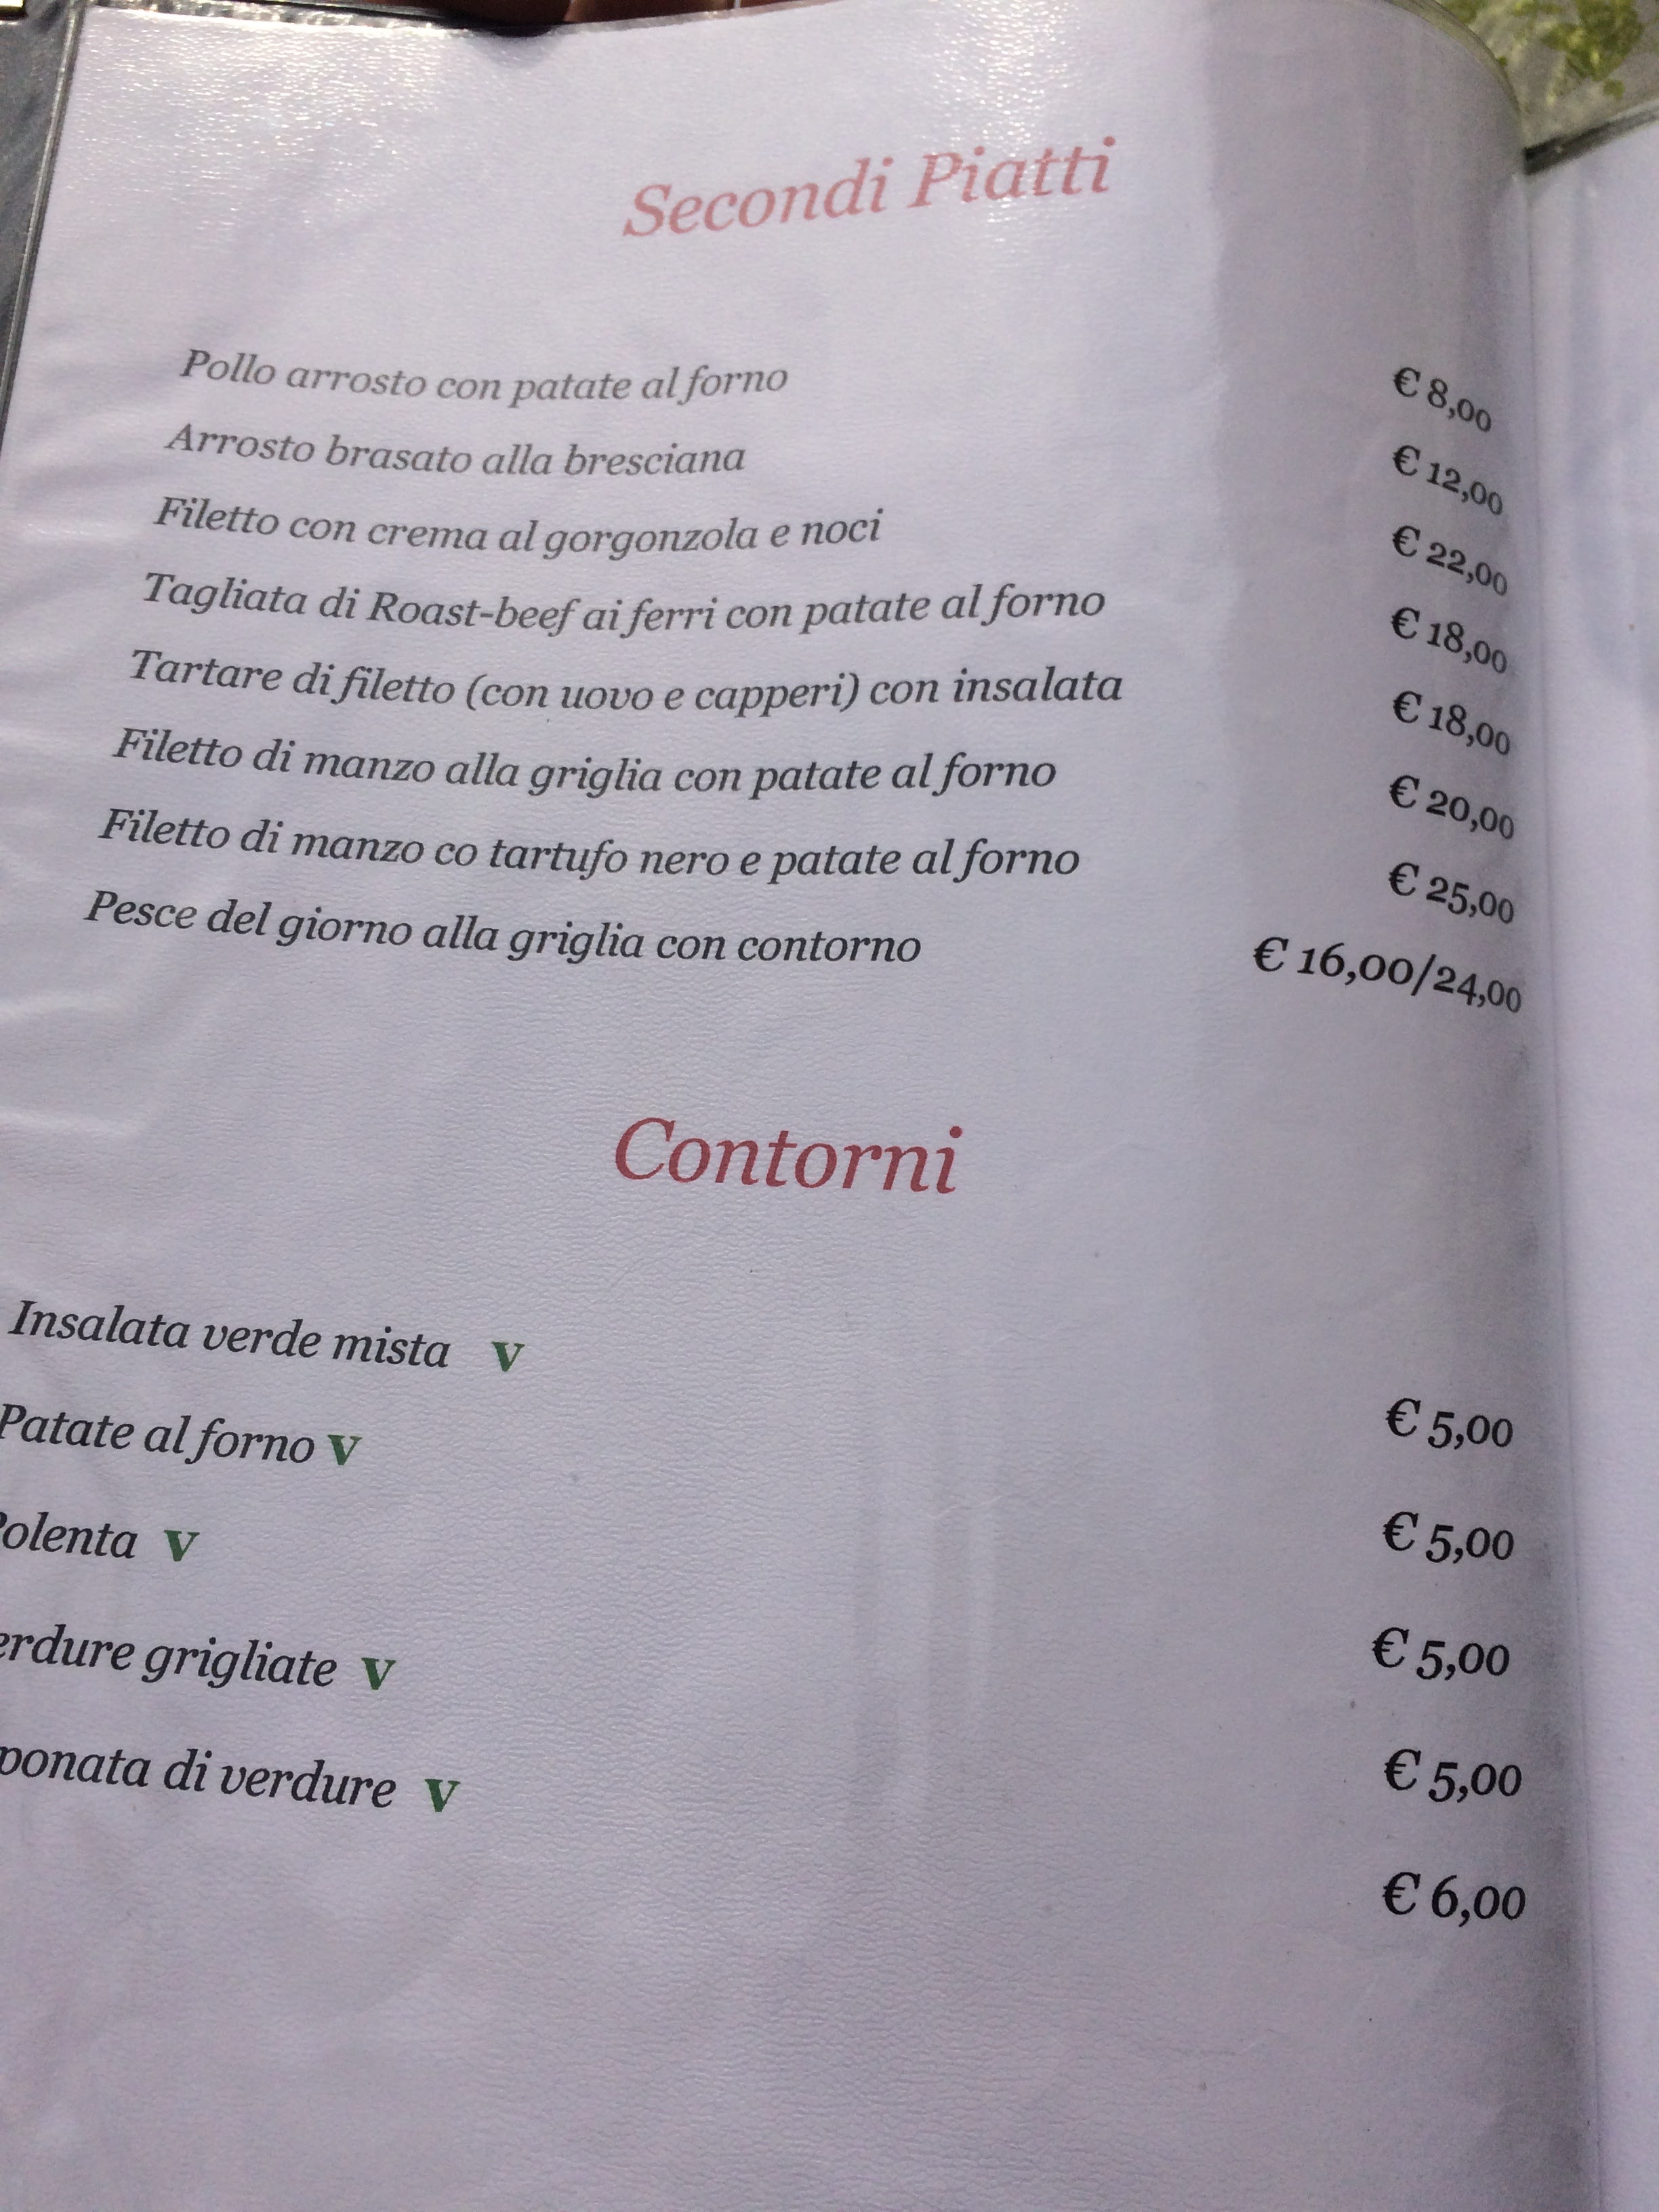 Secondi Piatti
Pollo arrosto con patate al forno € 8,00
Arrosto brasato alla bresciana € 12,00
Filetto con crema al gorgonzola e noci € 22,00
Tagliata di Roast-beef ai ferri con patate al forno € 18,00
Tartare di filetto (con uovo e capperi) con insalata € 18,00
Filetto di manzo alla griglia con patate al forno € 20,00
Filetto di manzo co tartufo nero e patate al forno € 25,00
Pesce del giorno alla griglia con contorno € 16,00/24,00
Contorni
Insalata verde mista v € 5,00
Patate al forno v € 5,00
olenta v € 5,00
erdure grigliate v € 5,00
ponata di verdure v € 6,00